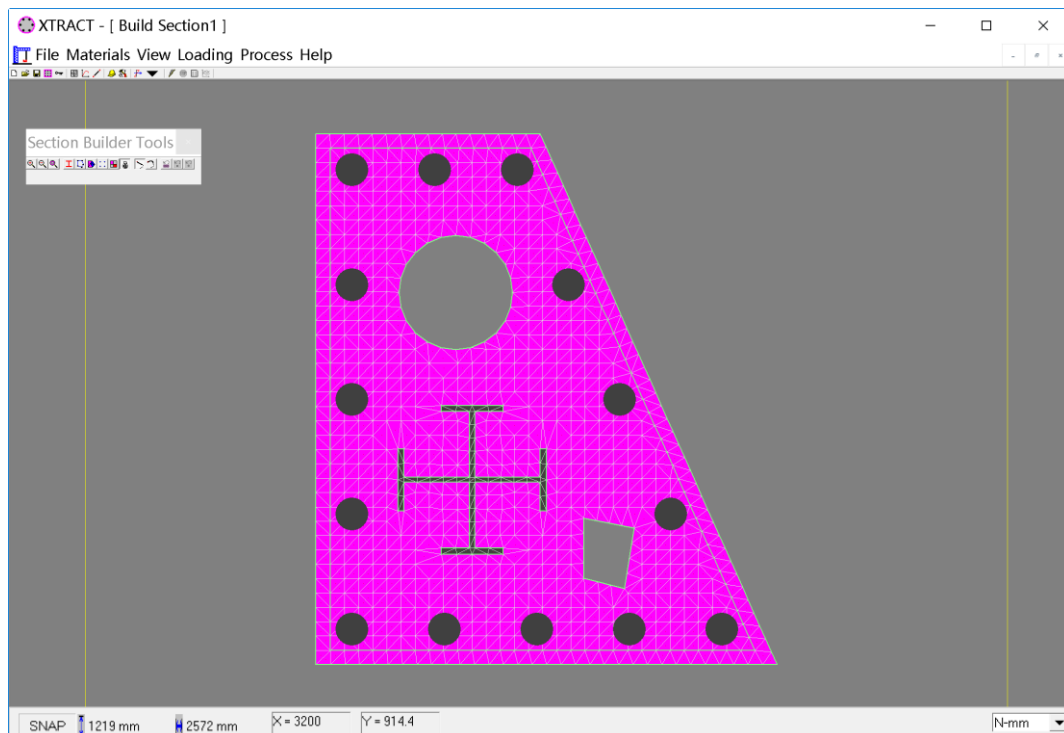 XTRACT - [ Build Section1 ]
File Materials View Loading Process Help
Section Builder Tools
SNAP 1219 mm 2572 mm X = 3200 Y = 914.4 N-mm